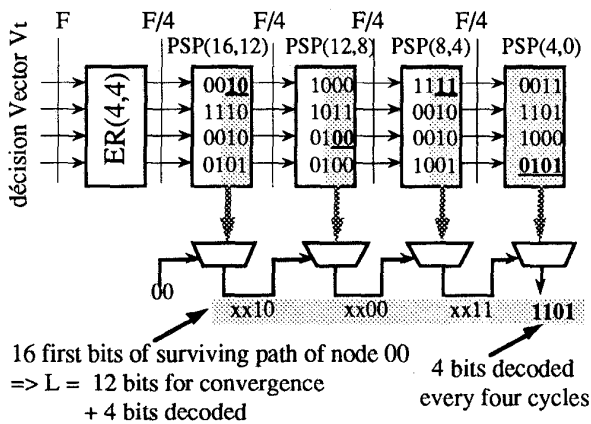 F F/4 F/4 F/4 F/4
PSP(16,12) PSP(12,8) PSP(8,4) PSP(4,0)
décision Vector Vt
ER(4,4)
0010 1000 1111 0011
1110 1011 0010 1101
0010 0100 0010 1000
0101 0100 1001 0101
00
xx10 xx00 xx11 1101
16 first bits of surviving path of node 00
=> L = 12 bits for convergence
+ 4 bits decoded
4 bits decoded
every four cycles